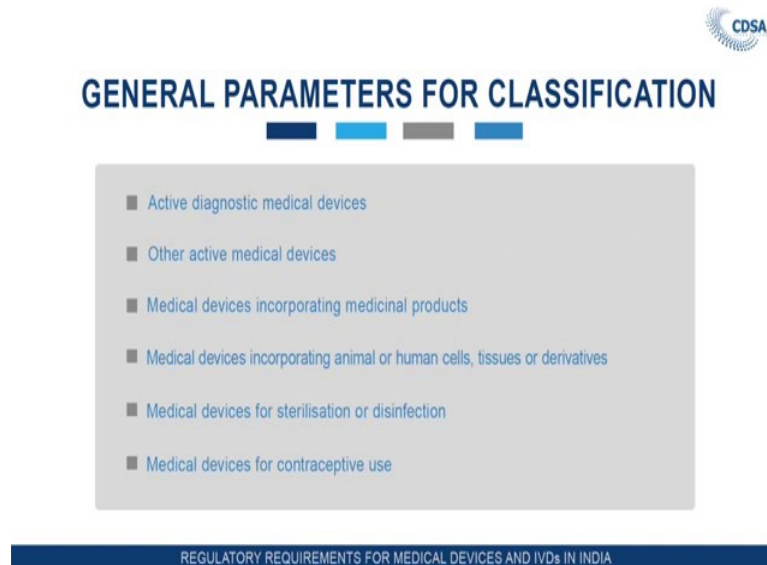 CDSA
GENERAL PARAMETERS FOR CLASSIFICATION
Active diagnostic medical devices
Other active medical devices
Medical devices incorporating medicinal products
Medical devices incorporating animal or human cells, tissues or derivatives
Medical devices for sterilisation or disinfection
Medical devices for contraceptive use
REGULATORY REQUIREMENTS FOR MEDICAL DEVICES AND IVDs IN INDIA